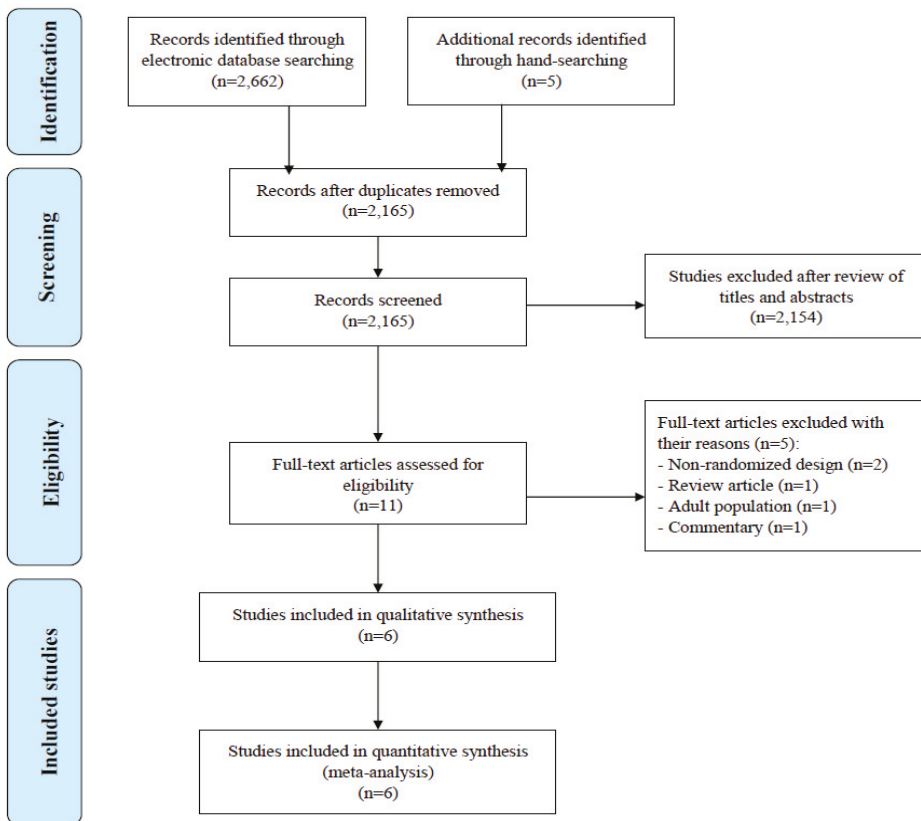 Identification
Records identified through
electronic database searching
(n=2,662)
Additional records identified
through hand-searching
(n=5)
Screening
Records after duplicates removed
(n=2,165)
Records screened
(n=2,165)
Studies excluded after review of
titles and abstracts
(n=2,154)
Eligibility
Full-text articles assessed for
eligibility
(n=11)
Full-text articles excluded with
their reasons (n=5):
- Non-randomized design (n=2)
- Review article (n=1)
- Adult population (n=1)
- Commentary (n=1)
Included studies
Studies included in qualitative synthesis
(n=6)
Studies included in quantitative synthesis
(meta-analysis)
(n=6)